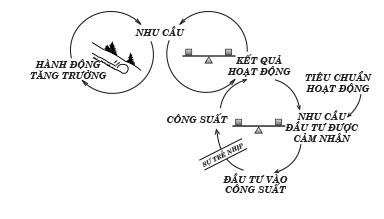 NHU CẦU
HÀNH ĐỘNG
TĂNG TRƯỞNG
KẾT QUẢ
HOẠT ĐỘNG
TIÊU CHUẨN
HOẠT ĐỘNG
CÔNG SUẤT
NHU CẦU
ĐẦU TƯ ĐƯỢC
CẢM NHẬN
SỰ TRỄ NHỊP
ĐẦU TƯ VÀO
CÔNG SUẤT